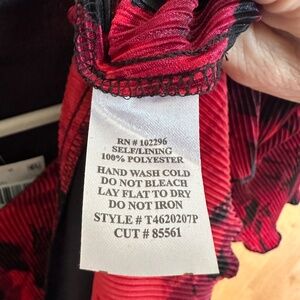 RN # 102296
SELF/LINING
100% POLYESTER
HAND WASH COLD
DO NOT BLEACH
LAY FLAT TO DRY
DO NOT IRON
STYLE # T4620207P
CUT # 85561